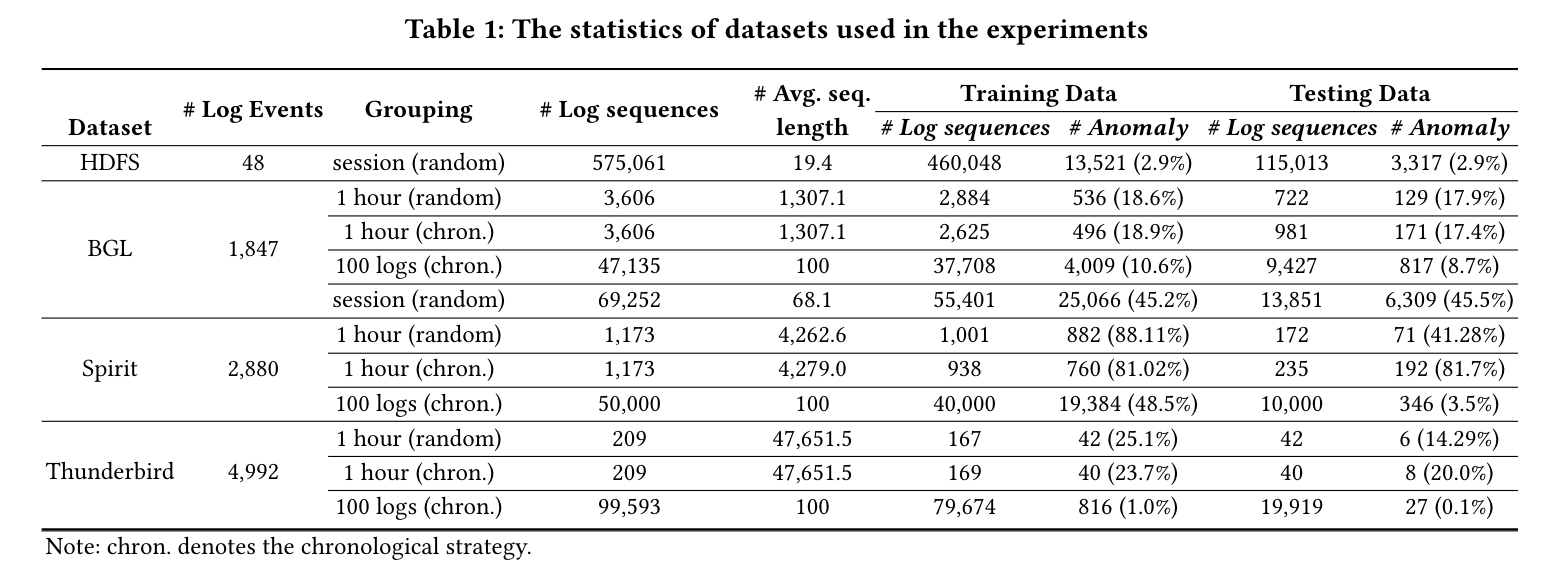 Table 1: The statistics of datasets used in the experiments
Dataset # Log Events Grouping # Log sequences # Avg. seq. length Training Data Testing Data
# Log sequences # Anomaly # Log sequences # Anomaly
HDFS 48 session (random) 575,061 19.4 460,048 13,521 (2.9%) 115,013 3,317 (2.9%)
BGL 1,847 1 hour (random) 3,606 1,307.1 2,884 536 (18.6%) 722 129 (17.9%)
1 hour (chron.) 3,606 1,307.1 2,625 496 (18.9%) 981 171 (17.4%)
100 logs (chron.) 47,135 100 37,708 4,009 (10.6%) 9,427 817 (8.7%)
session (random) 69,252 68.1 55,401 25,066 (45.2%) 13,851 6,309 (45.5%)
Spirit 2,880 1 hour (random) 1,173 4,262.6 1,001 882 (88.11%) 172 71 (41.28%)
1 hour (chron.) 1,173 4,279.0 938 760 (81.02%) 235 192 (81.7%)
100 logs (chron.) 50,000 100 40,000 19,384 (48.5%) 10,000 346 (3.5%)
Thunderbird 4,992 1 hour (random) 209 47,651.5 167 42 (25.1%) 42 6 (14.29%)
1 hour (chron.) 209 47,651.5 169 40 (23.7%) 40 8 (20.0%)
100 logs (chron.) 99,593 100 79,674 816 (1.0%) 19,919 27 (0.1%)
Note: chron. denotes the chronological strategy.